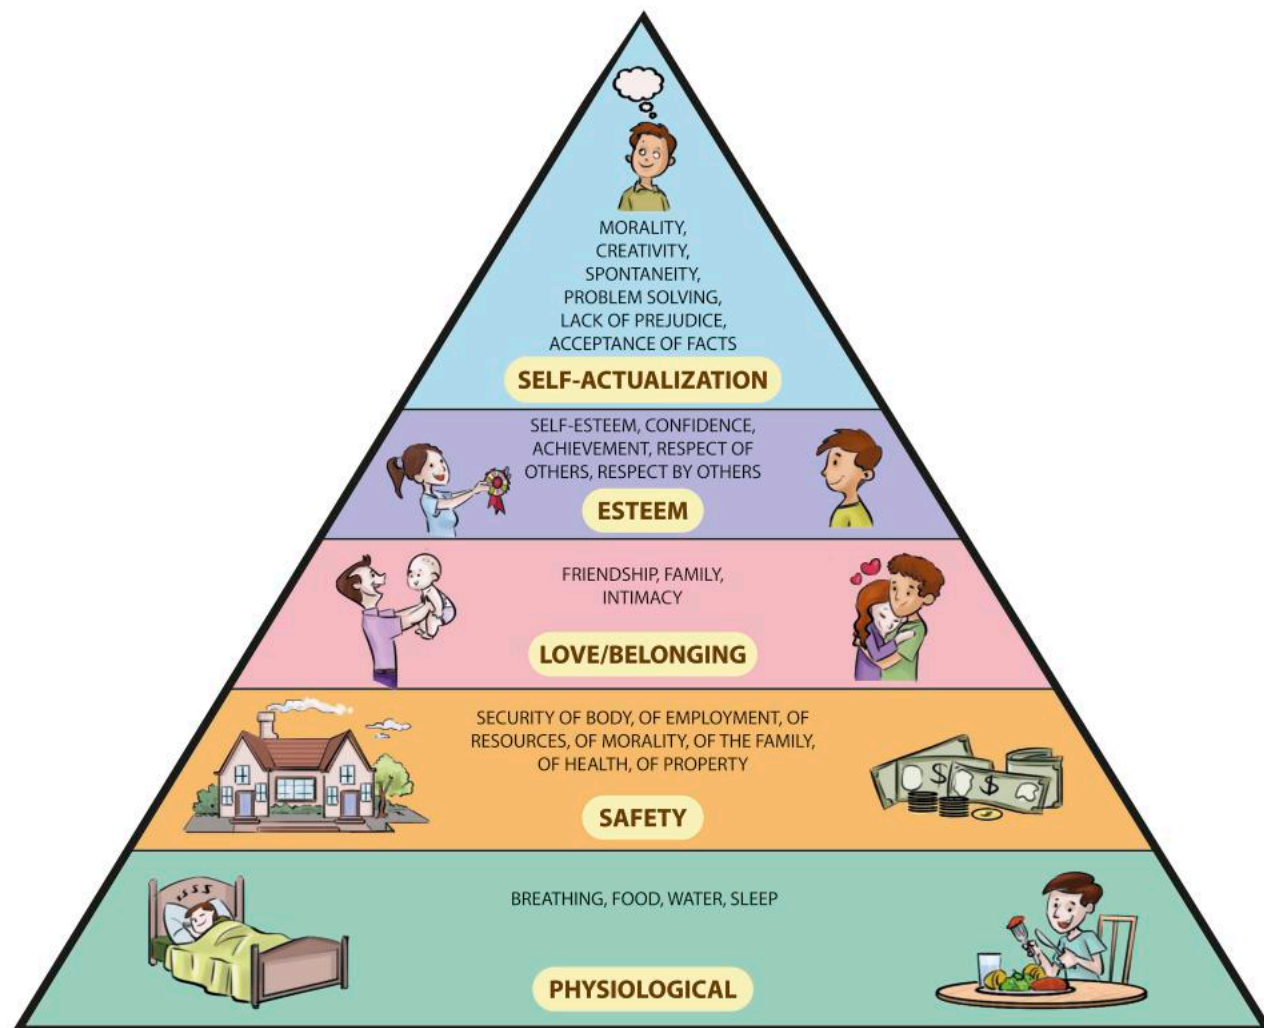 MORALITY,
CREATIVITY,
SPONTANEITY,
PROBLEM SOLVING,
LACK OF PREJUDICE,
ACCEPTANCE OF FACTS
SELF-ACTUALIZATION
SELF-ESTEEM, CONFIDENCE,
ACHIEVEMENT, RESPECT OF
OTHERS, RESPECT BY OTHERS
ESTEEM
FRIENDSHIP, FAMILY,
INTIMACY
LOVE/BELONGING
SECURITY OF BODY, OF EMPLOYMENT, OF
RESOURCES, OF MORALITY, OF THE FAMILY,
OF HEALTH, OF PROPERTY
$ $
SAFETY
ssss
BREATHING, FOOD, WATER, SLEEP
PHYSIOLOGICAL